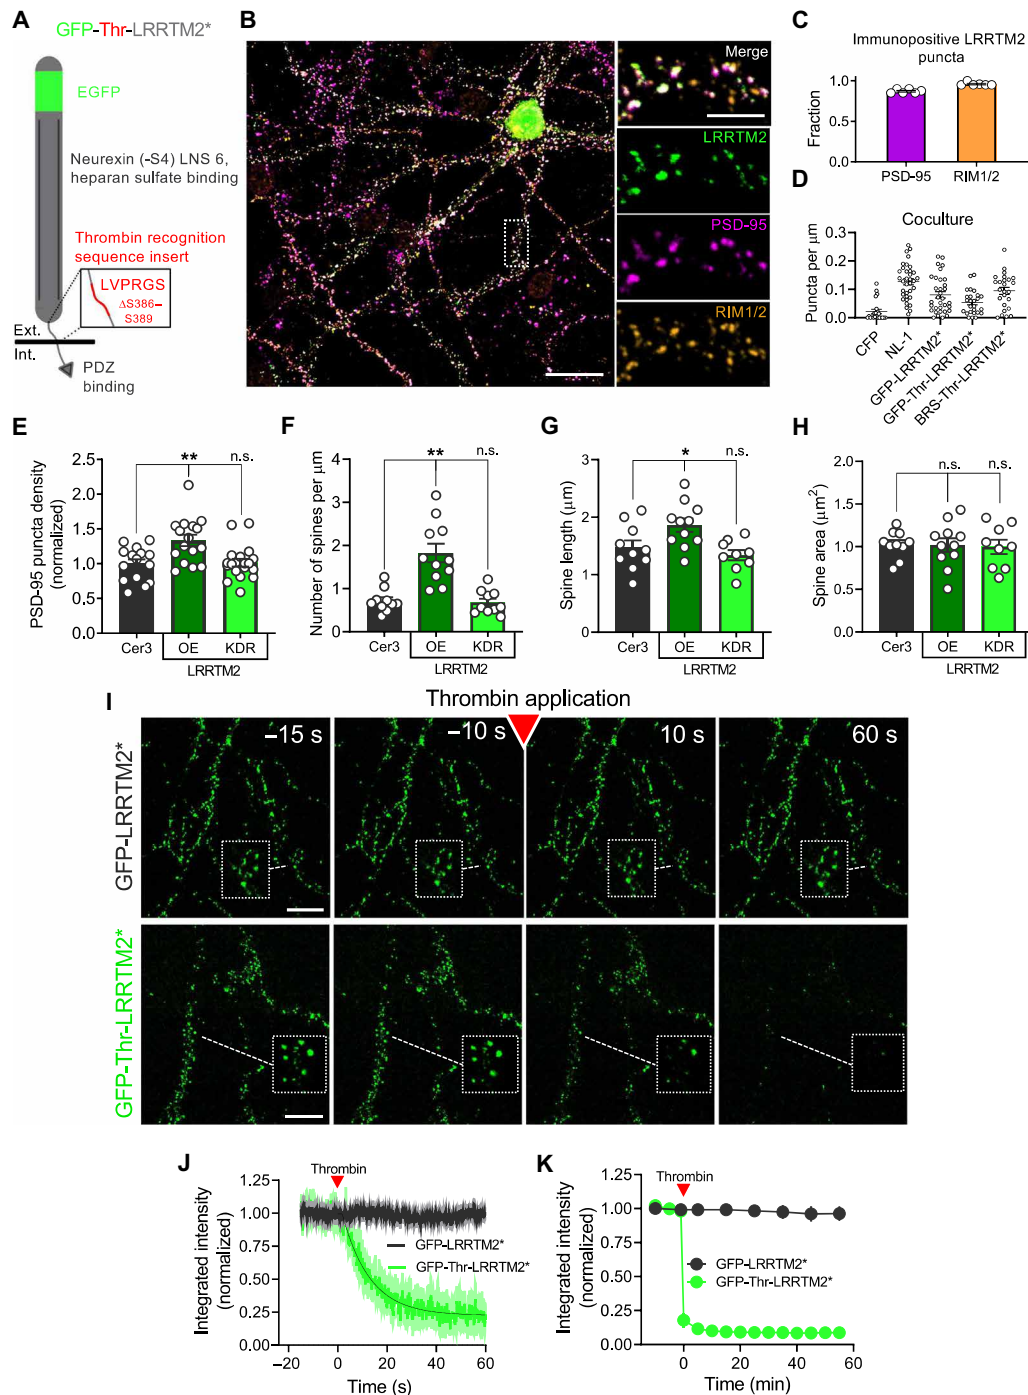 A
GFP-Thr-LRRTM2*
EGFP
Neurexin (-S4) LNS 6,
heparan sulfate binding
Thrombin recognition
sequence insert
LVPRGS
ΔS386–
S389
Ext.
Int.
PDZ
binding
B
Merge
LRRTM2
PSD-95
RIM1/2
C
Immunopositive LRRTM2
puncta
Fraction
1.0
0.5
0.0
PSD-95
RIM1/2
D
Coculture
Puncta per μm
0.3
0.2
0.1
0.0
CFP
NL-1
GFP-LRRTM2*
GFP-Thr-LRRTM2*
BRS-Thr-LRRTM2*
E
PSD-95 puncta density
(normalized)
2.5
2.0
1.5
1.0
0.5
0.0
**
n.s.
Cer3
OE
KDR
LRRTM2
F
Number of spines per μm
4
3
2
1
0
**
n.s.
Cer3
OE
KDR
LRRTM2
G
Spine length (μm)
3
2
1
0
*
n.s.
Cer3
OE
KDR
LRRTM2
H
Spine area (μm²)
2.0
1.5
1.0
0.5
0.0
n.s.
n.s.
Cer3
OE
KDR
LRRTM2
I
Thrombin application
–15 s
–10 s
10 s
60 s
GFP-LRRTM2*
GFP-Thr-LRRTM2*
J
Thrombin
Integrated intensity
(normalized)
1.25
1.00
0.75
0.50
0.25
0.00
GFP-LRRTM2*
GFP-Thr-LRRTM2*
–20
0
20
40
60
Time (s)
K
Thrombin
Integrated intensity
(normalized)
1.25
1.00
0.75
0.50
0.25
0.00
GFP-LRRTM2*
GFP-Thr-LRRTM2*
0
20
40
60
Time (min)